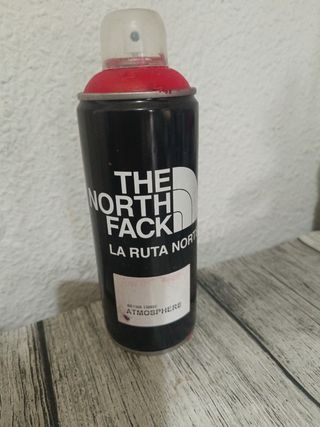 THE
NORTH
FACK
LA RUTA NORT
ATMOSPHERE